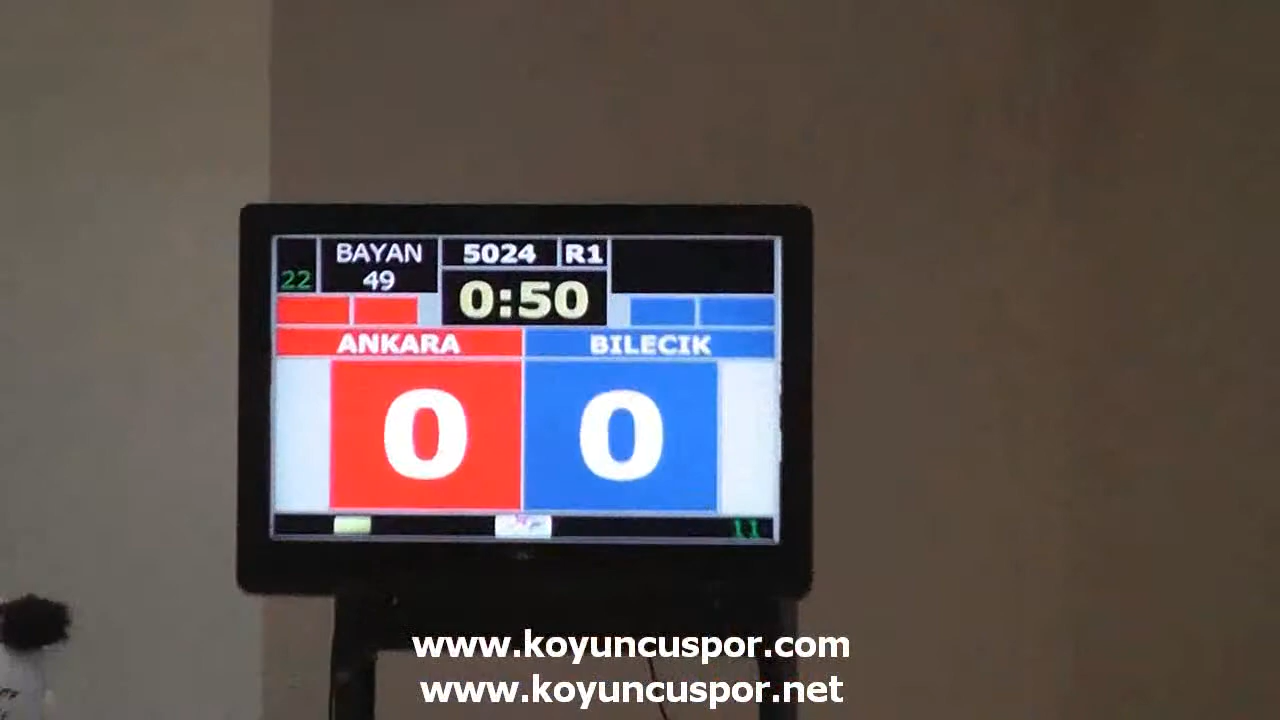 BAYAN 5024 R1
22 49 0:50
ANKARA BILECIK
0 0
11
www.koyuncuspor.com
www.koyuncuspor.net